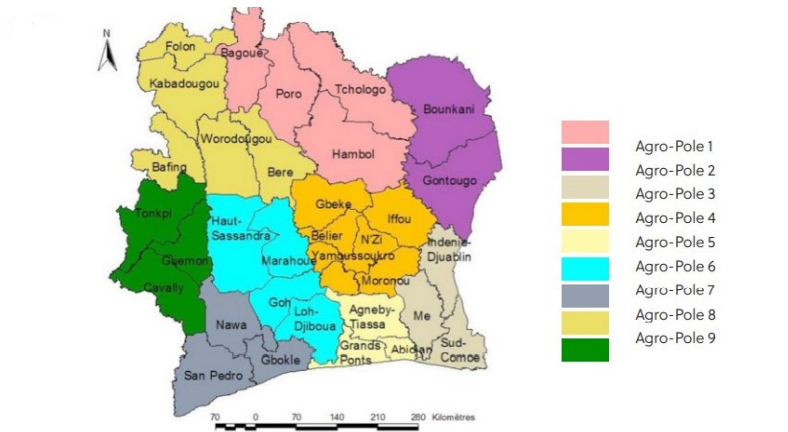 N
Folon
Bagoue
Kabadougou
Poro
Tchologo
Bounkani
Worodougou
Hambol
Bafing
Bere
Gontougo
Tonkpi
Haut-
Sassandra
Gbeke
Iffou
Belier
N'Zi
Indenie-
Djuablin
Guemon
Marahoue
Yamoussoukro
Cavally
Moronou
Goh
Loh-
Djiboua
Agneby-
Tiassa
Me
Nawa
Grands
Ponts
Abidjan
Sud-
Comoe
Gbokle
San Pedro
70 0 70 140 210 280 Kilomètres
Agro-Pole 1
Agro-Pole 2
Agro-Pole 3
Agro-Pole 4
Agro-Pole 5
Agro-Pole 6
Agro-Pole 7
Agro-Pole 8
Agro-Pole 9